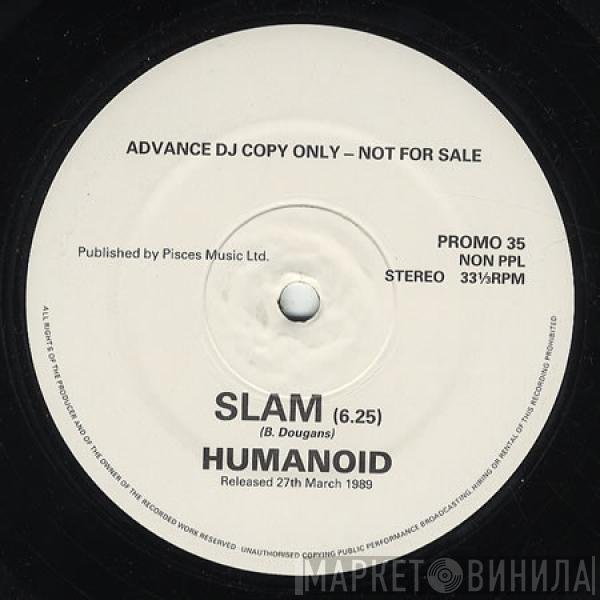 ADVANCE DJ COPY ONLY – NOT FOR SALE
Published by Pisces Music Ltd.
PROMO 35
NON PPL
STEREO 33⅓RPM
SLAM (6.25)
(B. Dougans)
HUMANOID
Released 27th March 1989
ALL RIGHTS OF THE PRODUCER AND OF THE OWNER OF THE RECORDED WORK RESERVED · UNAUTHORISED COPYING PUBLIC PERFORMANCE BROADCASTING, HIRING OR RENTAL OF THIS RECORDING PROHIBITED
МАРКЕТ ВИНИЛА